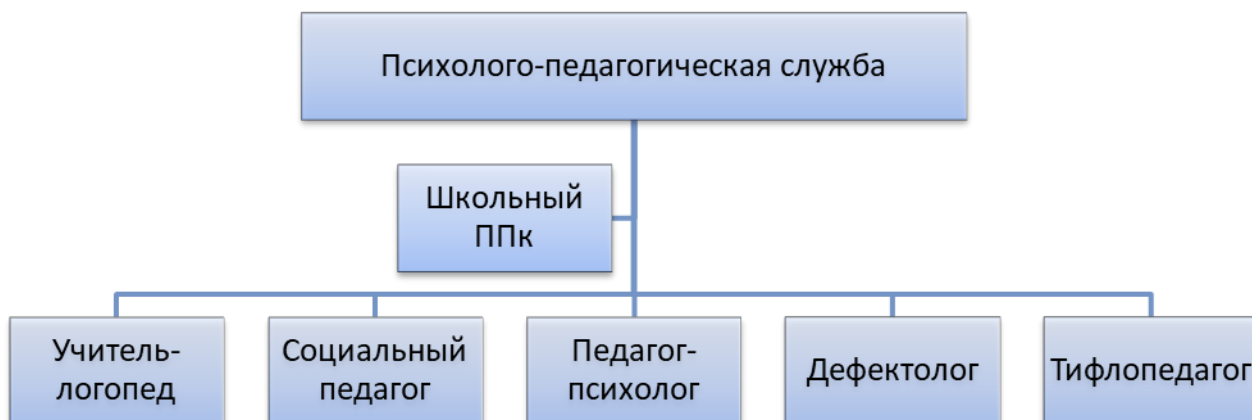 Психолого-педагогическая служба
Школьный
ППк
Учитель-
логопед
Социальный
педагог
Педагог-
психолог
Дефектолог
Тифлопедагог